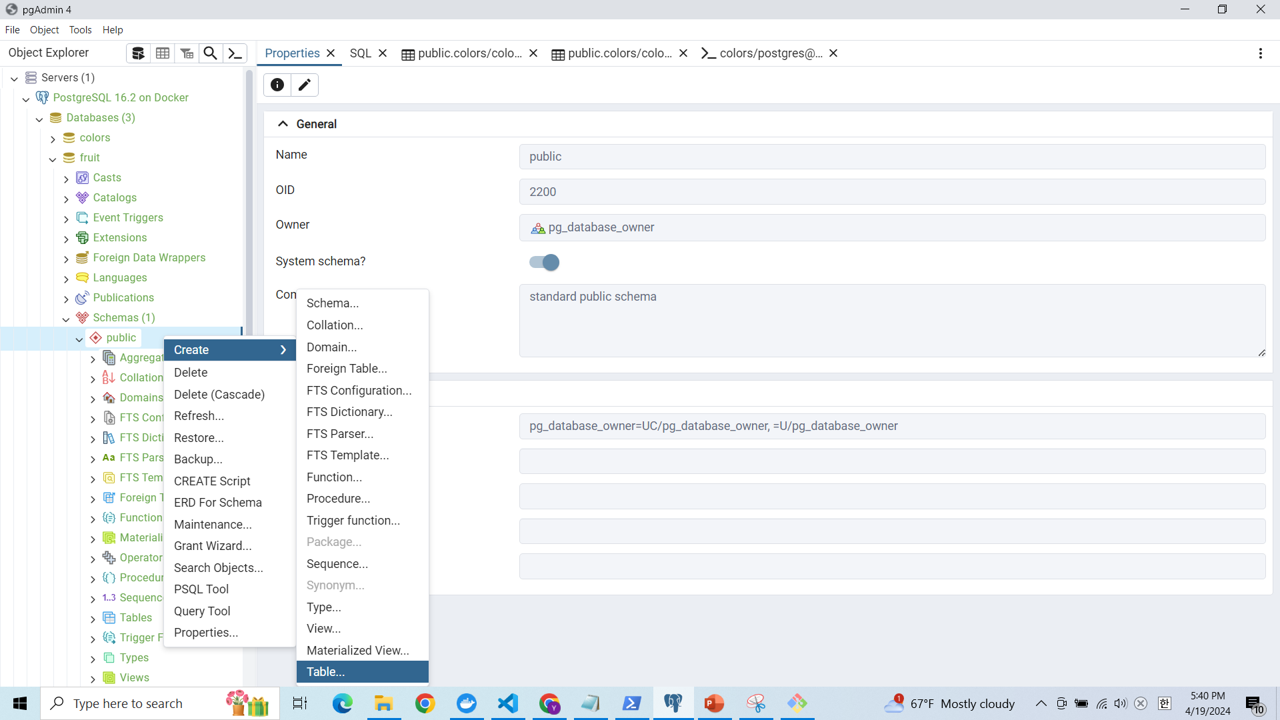 pgAdmin 4
File Object Tools Help
Object Explorer
Properties SQL public.colors/colo... public.colors/colo... colors/postgres@...
Servers (1)
PostgreSQL 16.2 on Docker
Databases (3)
colors
fruit
Casts
Catalogs
Event Triggers
Extensions
Foreign Data Wrappers
Languages
Publications
Schemas (1)
public
Aggregat
Collation
Domains
FTS Conf
FTS Dicti
FTS Pars
FTS Tem
Foreign T
Function
Materiali
Operator
Procedur
1..3 Sequenc
Tables
Trigger F
Types
Views
Create
Delete
Delete (Cascade)
Refresh...
Restore...
Backup...
CREATE Script
ERD For Schema
Maintenance...
Grant Wizard...
Search Objects...
PSQL Tool
Query Tool
Properties...
Schema...
Collation...
Domain...
Foreign Table...
FTS Configuration...
FTS Dictionary...
FTS Parser...
FTS Template...
Function...
Procedure...
Trigger function...
Package...
Sequence...
Synonym...
Type...
View...
Materialized View...
Table...
General
Name public
OID 2200
Owner pg_database_owner
System schema?
Con standard public schema
pg_database_owner=UC/pg_database_owner, =U/pg_database_owner
Type here to search
1 67°F Mostly cloudy
5:40 PM
4/19/2024
10